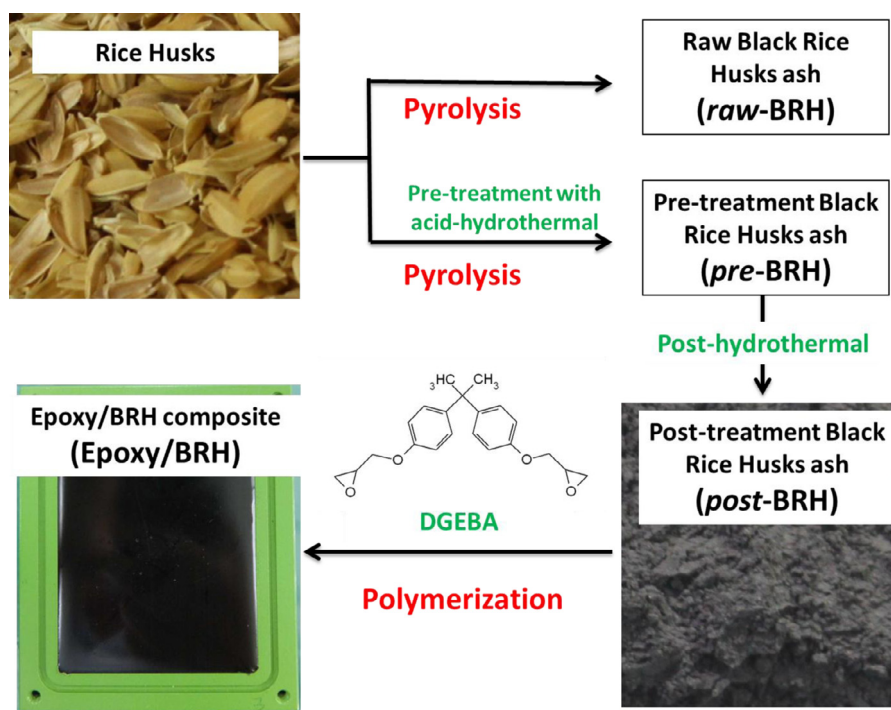 Rice Husks
Pyrolysis
Raw Black Rice
Husks ash
(raw-BRH)
Pre-treatment with
acid-hydrothermal
Pyrolysis
Pre-treatment Black
Rice Husks ash
(pre-BRH)
Post-hydrothermal
Post-treatment Black
Rice Husks ash
(post-BRH)
H₃C CH₃
O O
O O
DGEBA
Polymerization
Epoxy/BRH composite
(Epoxy/BRH)